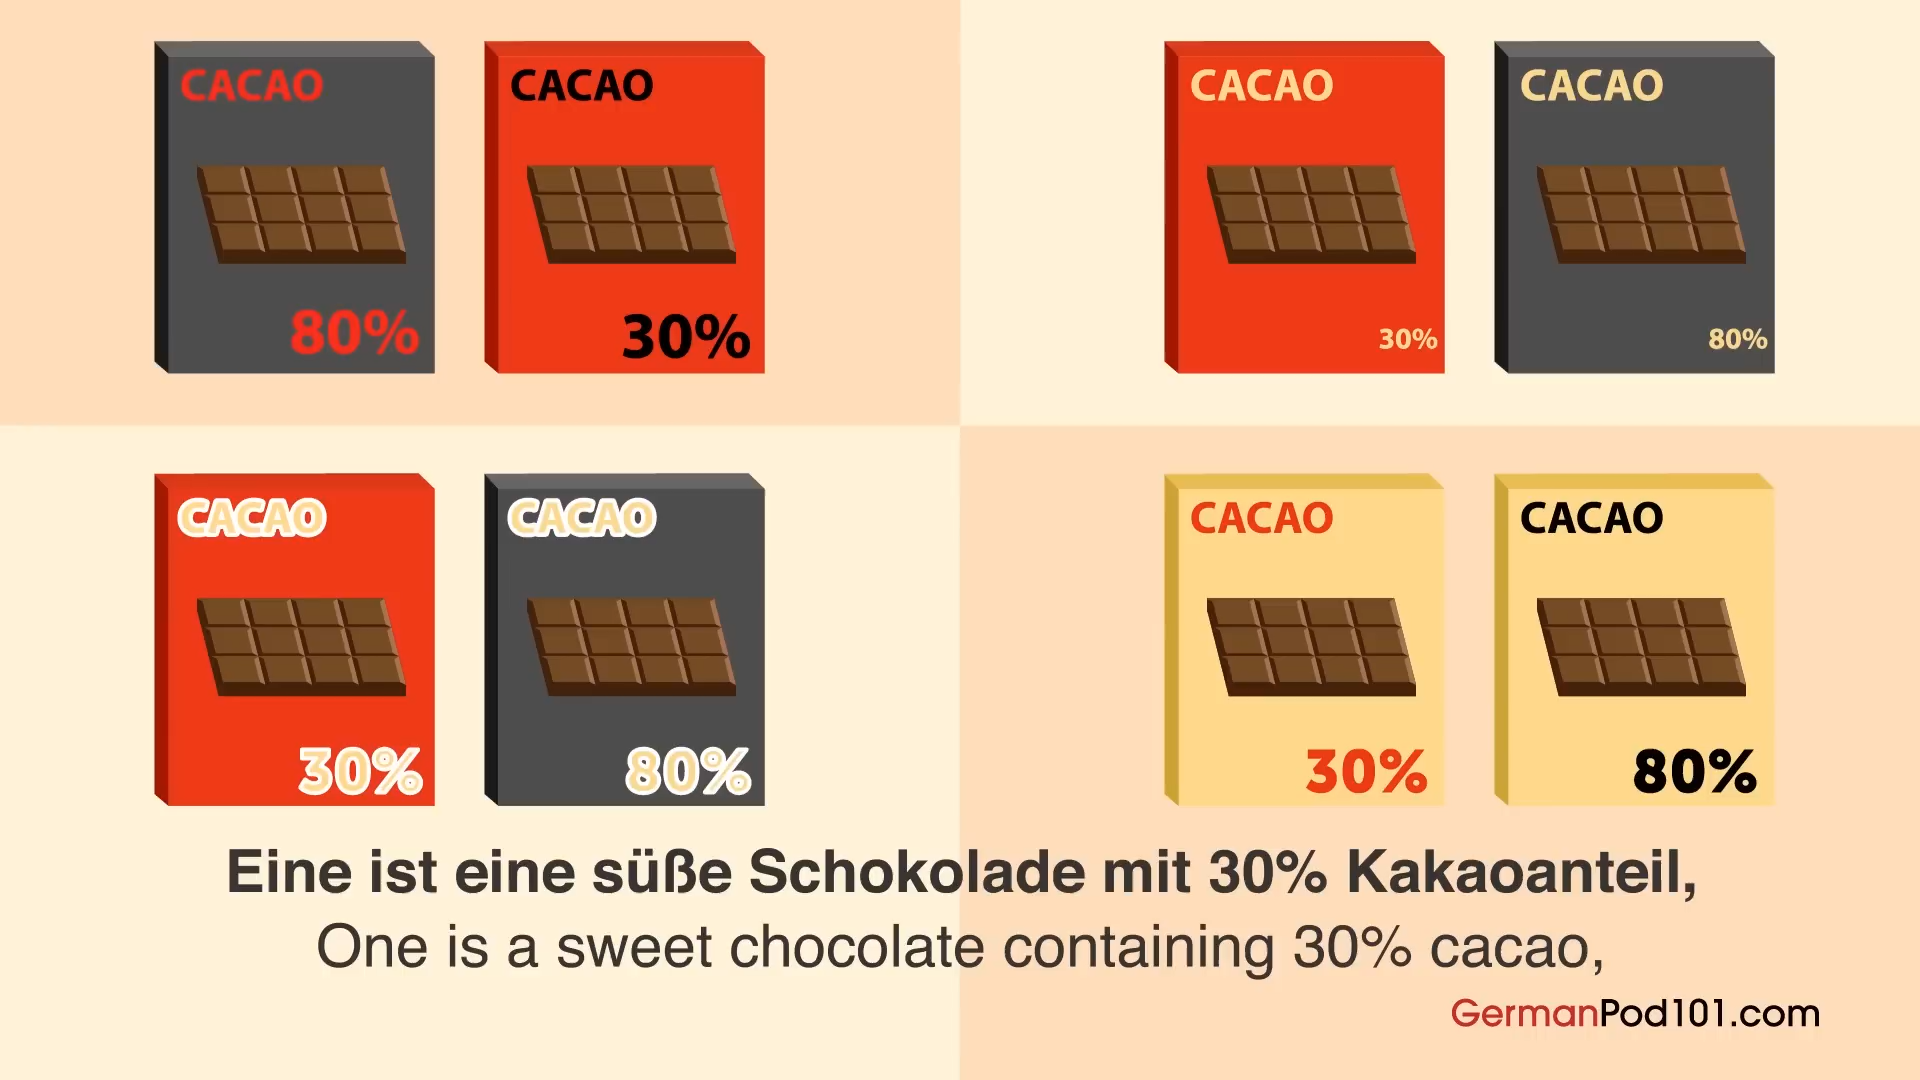 CACAO
80%
CACAO
30%
CACAO
30%
CACAO
80%
CACAO
30%
CACAO
80%
CACAO
30%
CACAO
80%
Eine ist eine süße Schokolade mit 30% Kakaoanteil,
One is a sweet chocolate containing 30% cacao,
GermanPod101.com